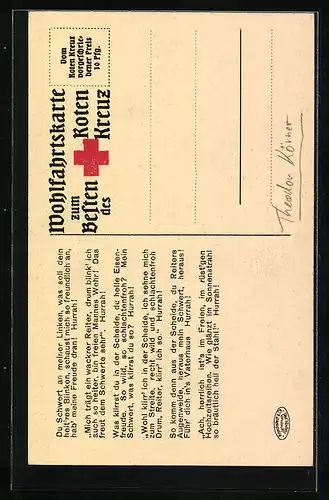 Wohlfahrtskarte
zum
Besten Roten
des Kreuz
Vom
Roten Kreuz
vorgeschrie-
bener Preis
10 Pfg.
Du Schwert an meiner Linken, was soll dein
heit'res Blinken, schaust mich so freundlich an,
hab' meine Freude dran! Hurrah!
„Mich trägt ein wackrer Reiter, drum blink' ich
auch so heiter, bin freien Mannes Wehr! Das
freut dem Schwerte sehr“. Hurrah!
Was klirrst du in der Scheide, du helle Eisen-
freude. So wild, so schlachtenfroh? Mein
Schwert, was klirrst du so? Hurrah!
„Wohl klirr' ich in der Scheide, ich sehne mich
zum Streite, recht wild und schlachtenfroh
Drum, Reiter, klirr' ich so.“ Hurrah!
So komm denn aus der Scheide, du Reiters
Augenweide, heraus mein Schwert, heraus!
Führ' dich in's Vaterhaus Hurrah!
„Ach, herrlich ist's im Freien, im rüst'gen
Hochzeitsreihen. Wie glänzt im Sonnenstrahl
so bräutlich hell der Stahl!“ Hurrah!
Theodor Körner